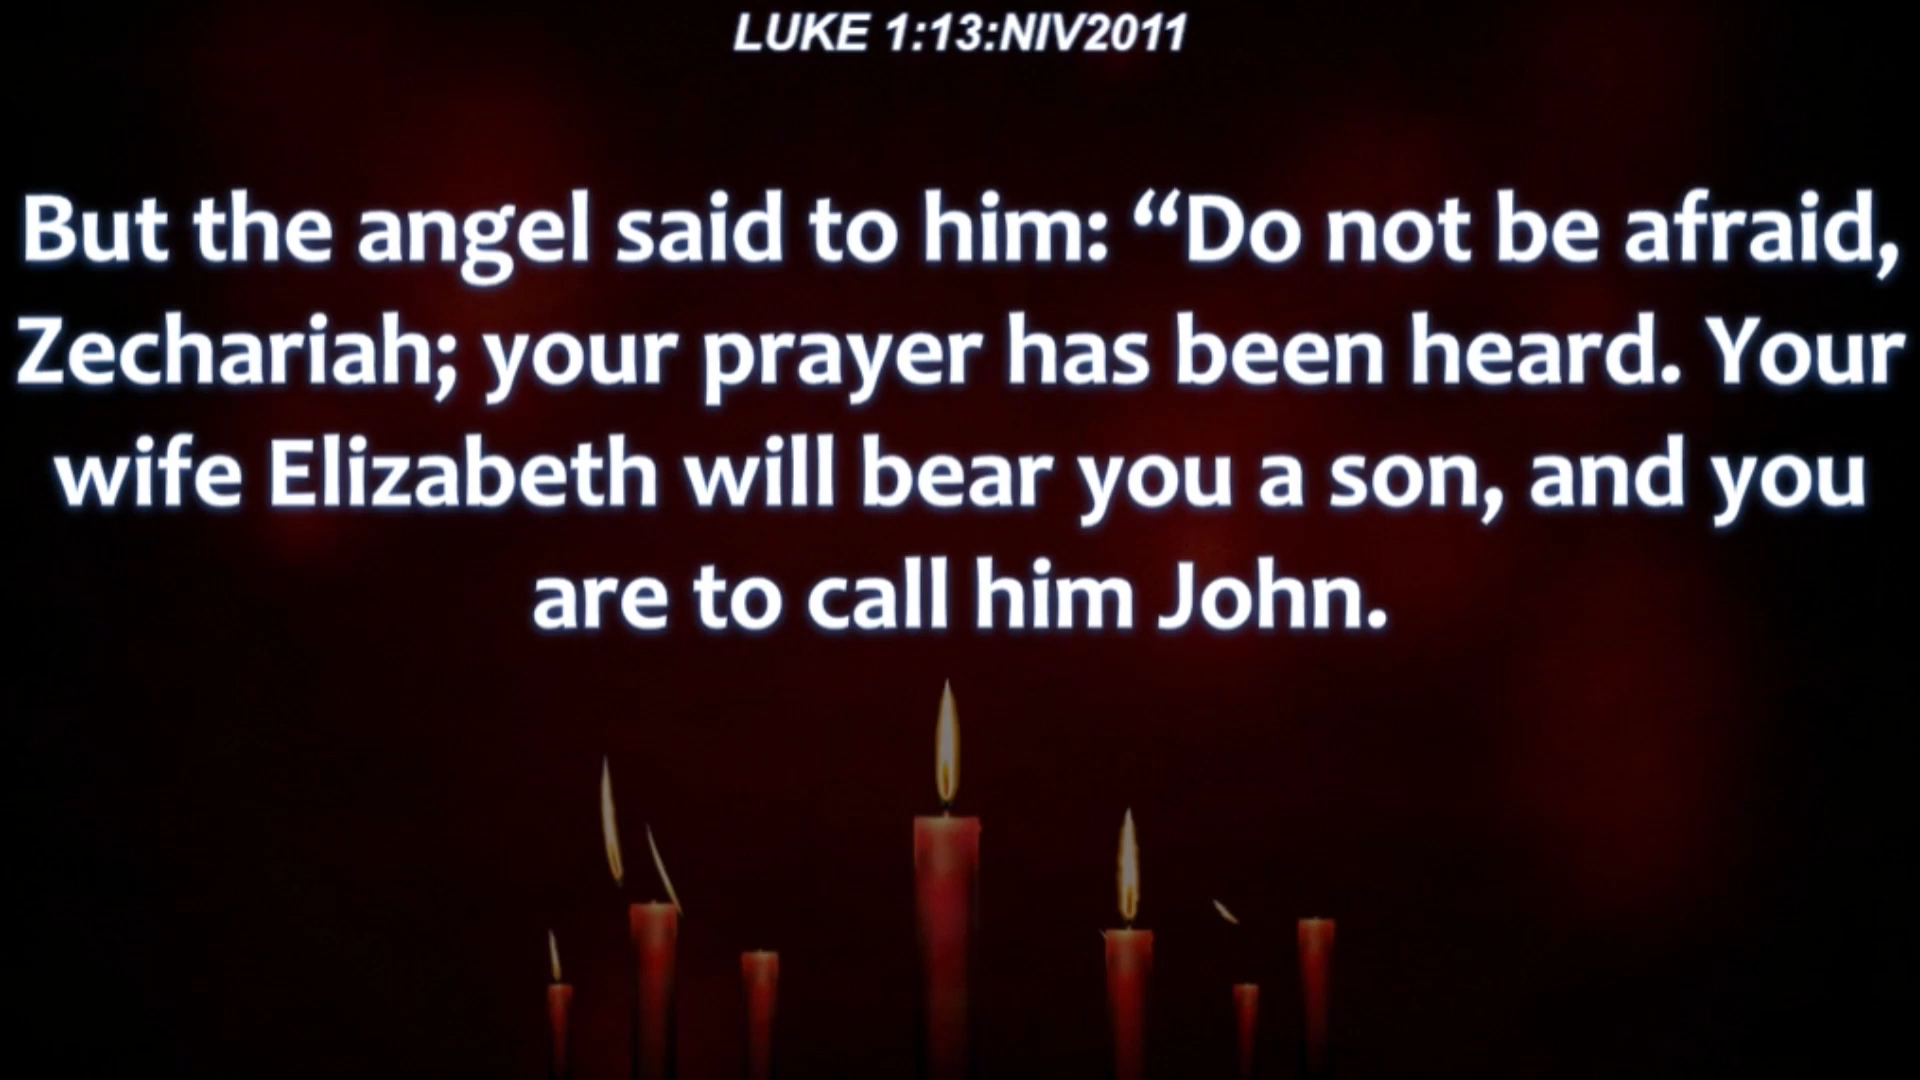 LUKE 1:13:NIV2011
But the angel said to him: “Do not be afraid,
Zechariah; your prayer has been heard. Your
wife Elizabeth will bear you a son, and you
are to call him John.